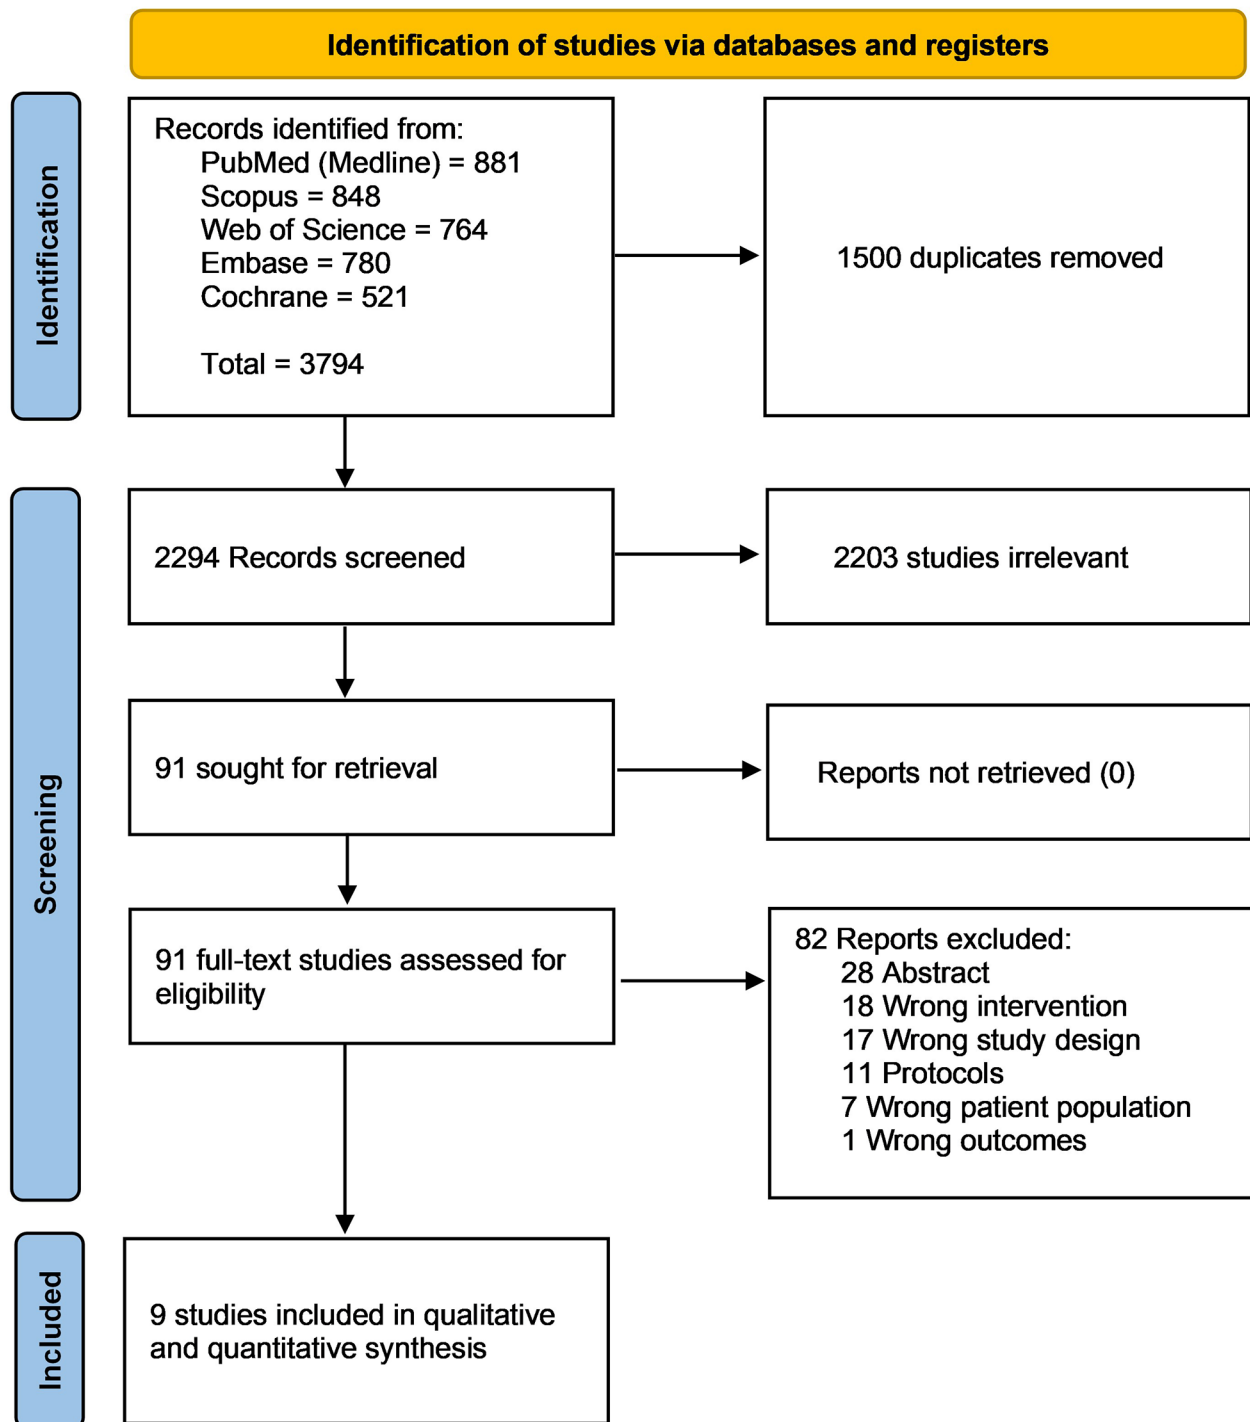 Identification of studies via databases and registers
Identification
Records identified from:
PubMed (Medline) = 881
Scopus = 848
Web of Science = 764
Embase = 780
Cochrane = 521
Total = 3794
1500 duplicates removed
Screening
2294 Records screened
2203 studies irrelevant
91 sought for retrieval
Reports not retrieved (0)
91 full-text studies assessed for
eligibility
82 Reports excluded:
28 Abstract
18 Wrong intervention
17 Wrong study design
11 Protocols
7 Wrong patient population
1 Wrong outcomes
Included
9 studies included in qualitative
and quantitative synthesis